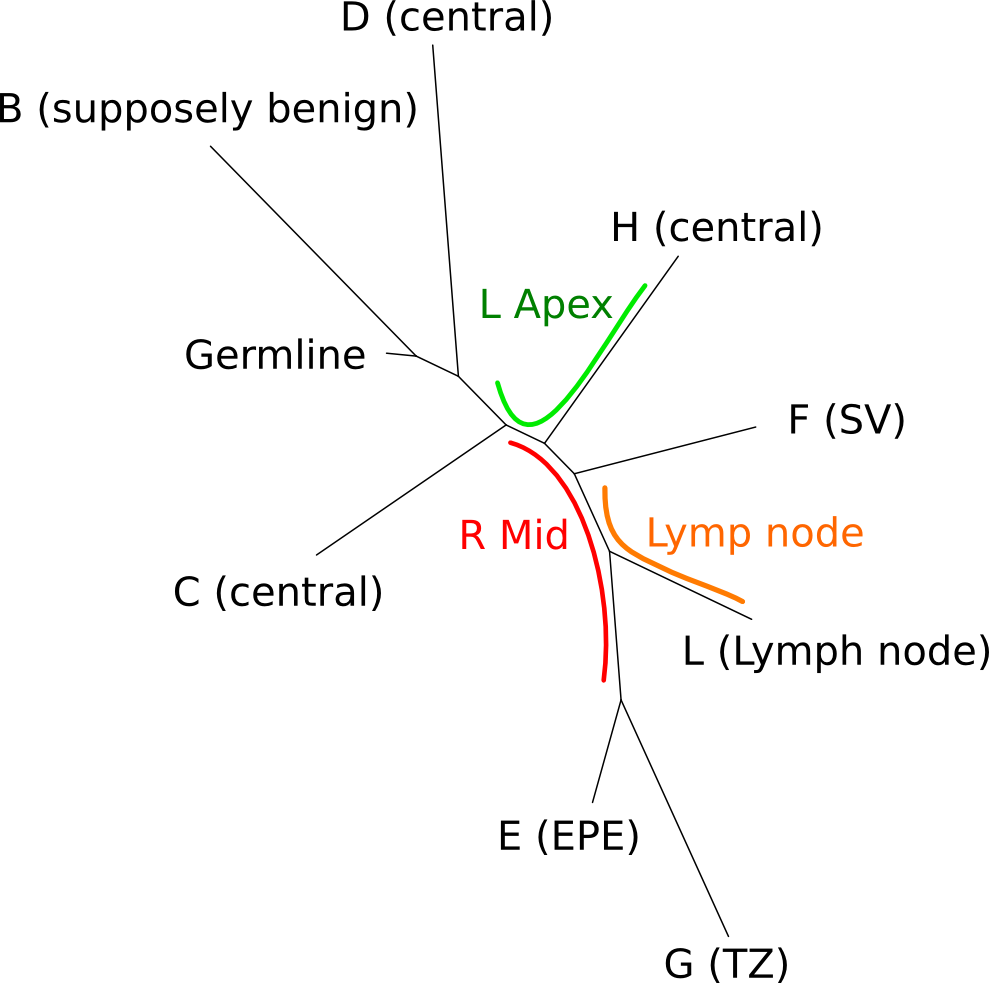 D (central)
B (supposely benign)
H (central)
L Apex
Germline
F (SV)
R Mid
Lymp node
C (central)
L (Lymph node)
E (EPE)
G (TZ)